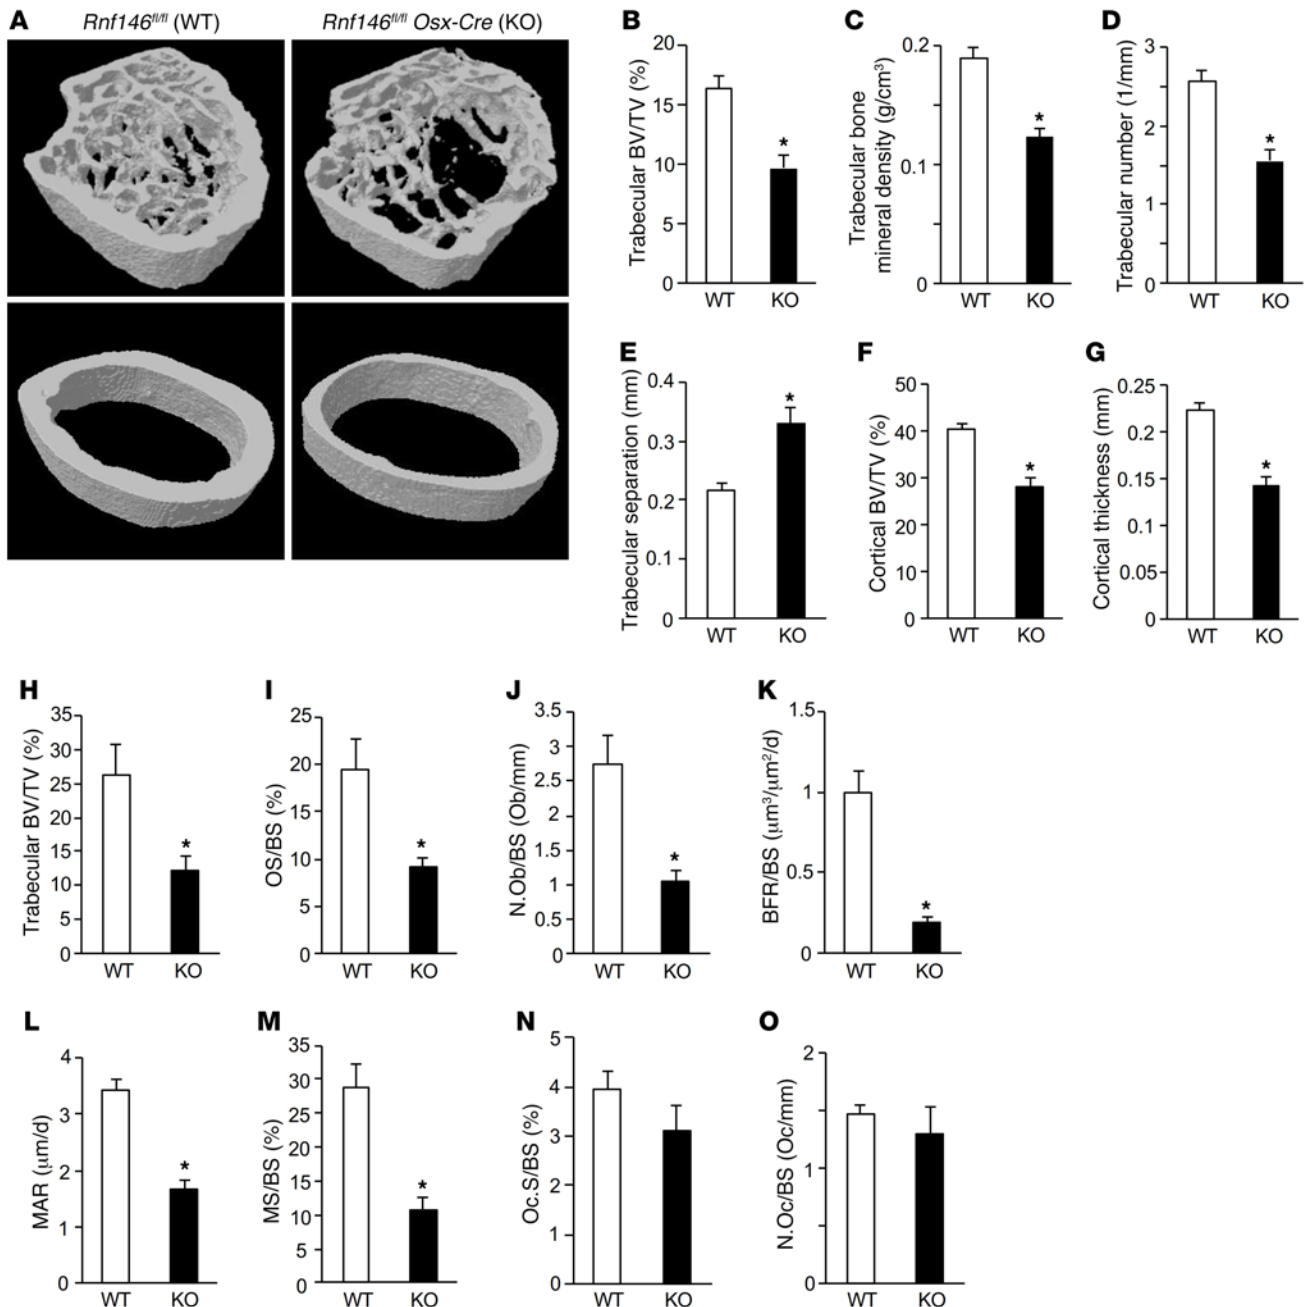 A
Rnf146fl/fl (WT)
Rnf146fl/fl Osx-Cre (KO)
B
Trabecular BV/TV (%)
20
15
10
5
0
WT
KO
*
C
Trabecular bone
mineral density (g/cm³)
0.2
0.1
0
WT
KO
*
D
Trabecular number (1/mm)
3
2
1
0
WT
KO
*
E
Trabecular separation (mm)
0.4
0.3
0.2
0.1
0
WT
KO
*
F
Cortical BV/TV (%)
50
40
30
20
10
0
WT
KO
*
G
Cortical thickness (mm)
0.25
0.2
0.15
0.1
0.05
0
WT
KO
*
H
Trabecular BV/TV (%)
35
30
25
20
15
10
5
0
WT
KO
*
I
OS/BS (%)
25
20
15
10
5
0
WT
KO
*
J
N.Ob/BS (Ob/mm)
3.5
3
2.5
2
1.5
1
0.5
0
WT
KO
*
K
BFR/BS (μm³/μm²/d)
1.5
1
0.5
0
WT
KO
*
L
MAR (μm/d)
4
3
2
1
0
WT
KO
*
M
MS/BS (%)
35
30
25
20
15
10
5
0
WT
KO
*
N
Oc.S/BS (%)
5
4
3
2
1
0
WT
KO
O
N.Oc/BS (Oc/mm)
2
1
0
WT
KO